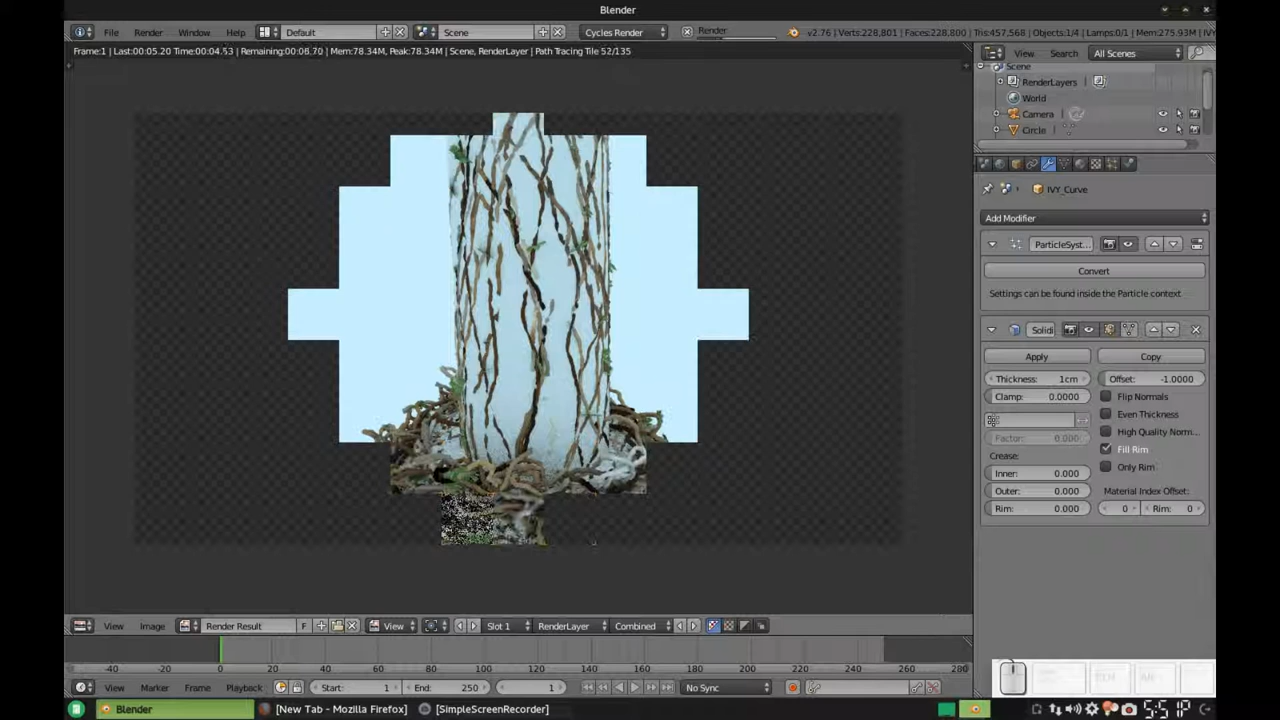 Blender
File Render Window Help Default Scene Cycles Render Render v2.76 | Verts:228,801 | Faces:228,800 | Tris:457,568 | Objects:1/4 | Lamps:0/1 | Mem:275.93M | IVY
Frame:1 | Last:00:05.20 Time:00:04.53 | Remaining:00:06.70 | Mem:78.34M, Peak:78.34M | Scene, RenderLayer | Path Tracing Tile 52/135
View Search All Scenes
Scene
RenderLayers
World
Camera
Circle
IVY_Curve
Add Modifier
ParticleSyst...
Convert
Settings can be found inside the Particle context
Solidi
Apply Copy
Thickness: 1cm Offset: -1.0000
Clamp: 0.0000 Flip Normals
Even Thickness
Factor: 0.000 High Quality Norm...
Crease: Fill Rim
Inner: 0.000 Only Rim
Outer: 0.000 Material Index Offset:
Rim: 0.000 0 Rim: 0
View Image Render Result F View Slot 1 RenderLayer Combined
-40 -20 0 20 40 60 80 100 120 140 160 180 200 220 240 260 280
View Marker Frame Playback Start: 1 End: 250 1 No Sync
Blender [New Tab - Mozilla Firefox] [SimpleScreenRecorder]